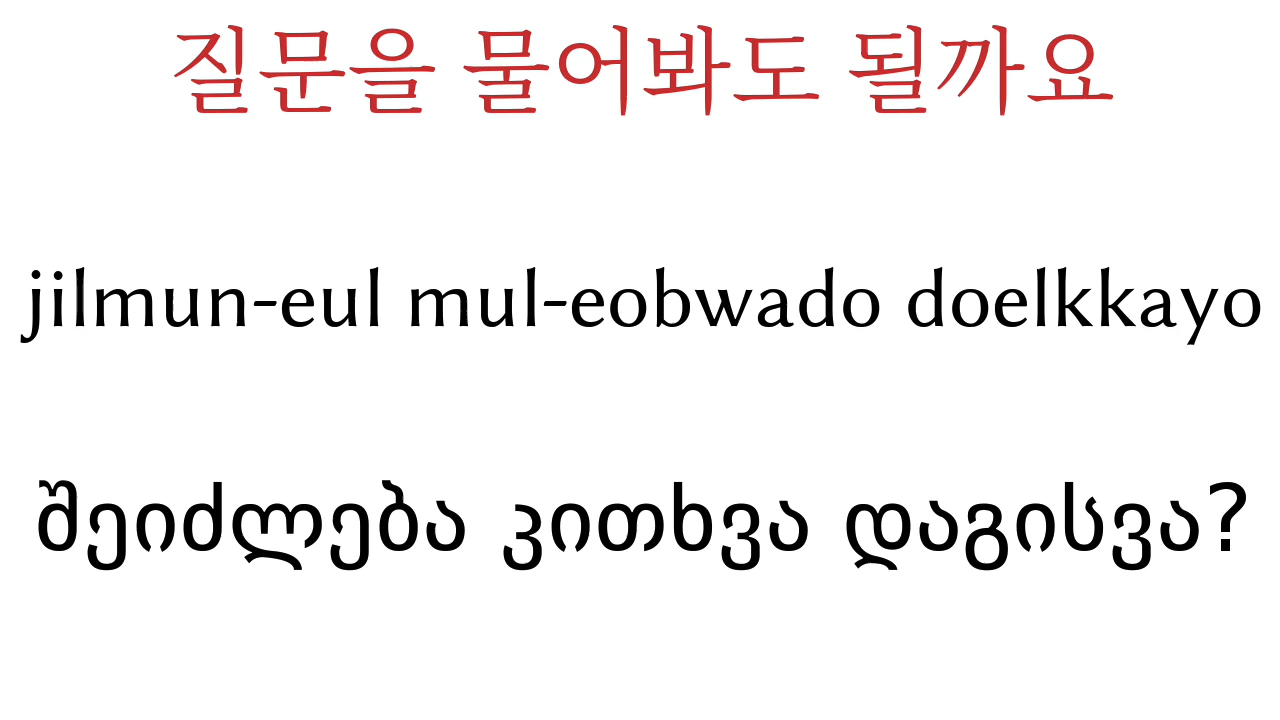 질문을 물어봐도 될까요
jilmun-eul mul-eobwado doelkkayo
შეიძლება კითხვა დაგისვა?